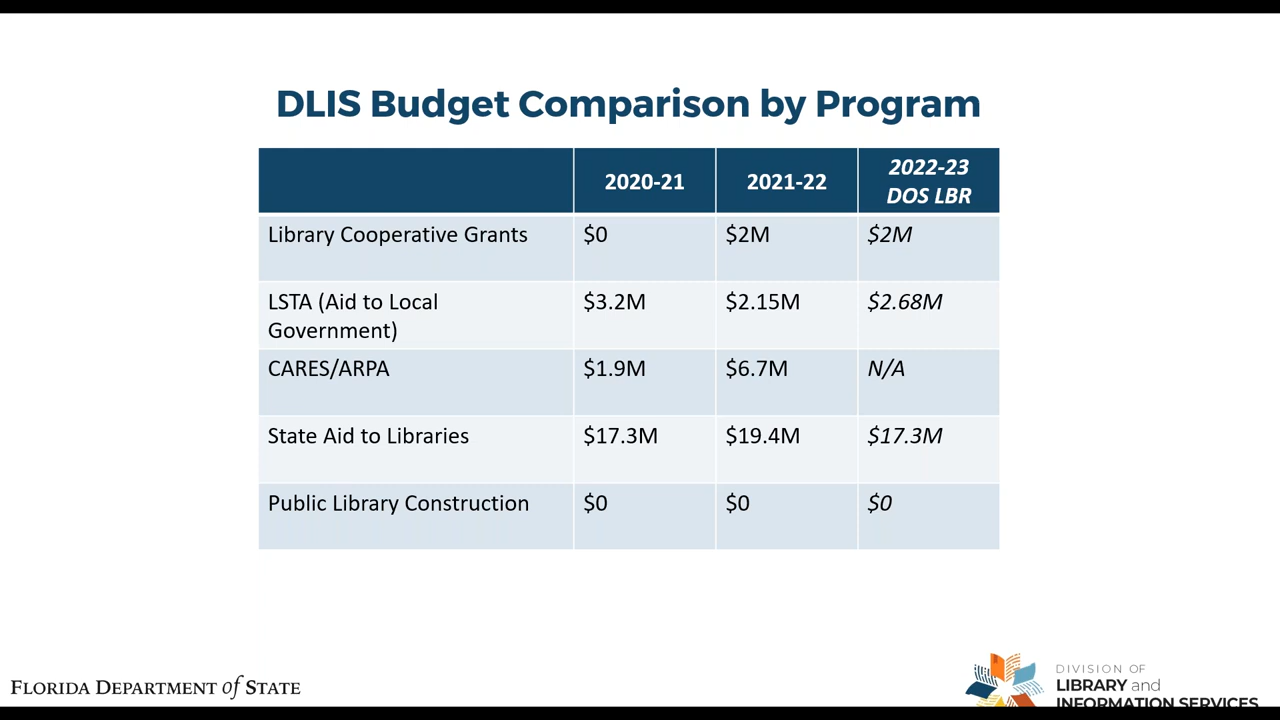 DLIS Budget Comparison by Program
2020-21 2021-22 2022-23
DOS LBR
Library Cooperative Grants $0 $2M $2M
LSTA (Aid to Local $3.2M $2.15M $2.68M
Government)
CARES/ARPA $1.9M $6.7M N/A
State Aid to Libraries $17.3M $19.4M $17.3M
Public Library Construction $0 $0 $0
FLORIDA DEPARTMENT of STATE
DIVISION OF
LIBRARY and
INFORMATION SERVICES